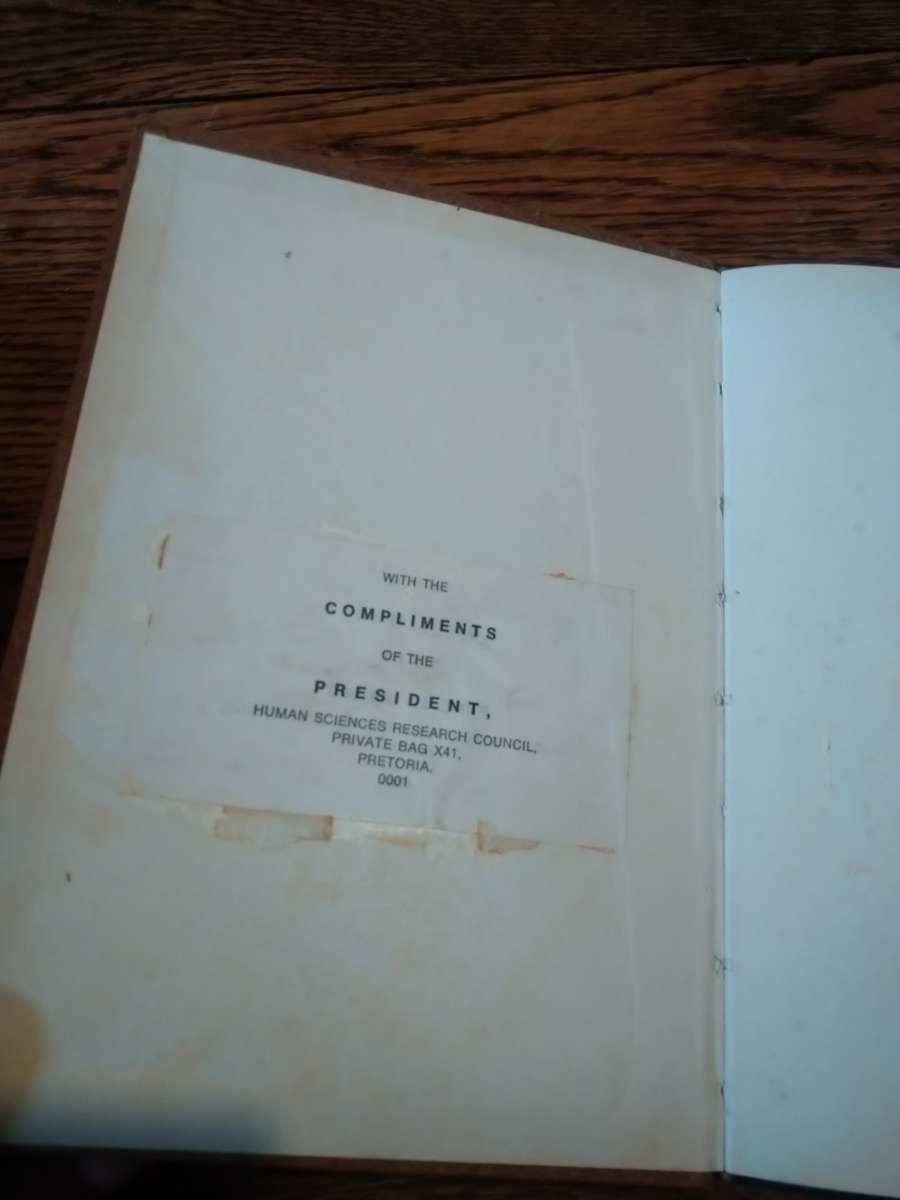 WITH THE
COMPLIMENTS
OF THE
PRESIDENT,
HUMAN SCIENCES RESEARCH COUNCIL,
PRIVATE BAG X41,
PRETORIA.
0001